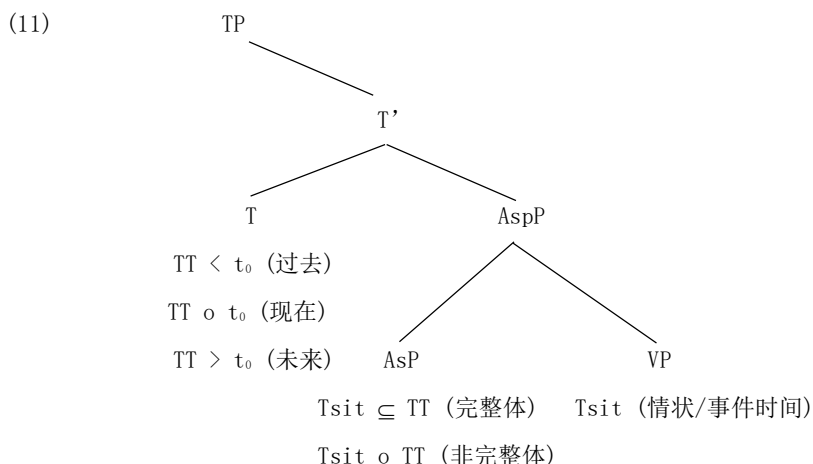 (11) TP
T’
T AspP
TT < t₀ (过去)
TT o t₀ (现在)
TT > t₀ (未来) AsP VP
Tsit ⊆ TT (完整体) Tsit (情状/事件时间)
Tsit o TT (非完整体)